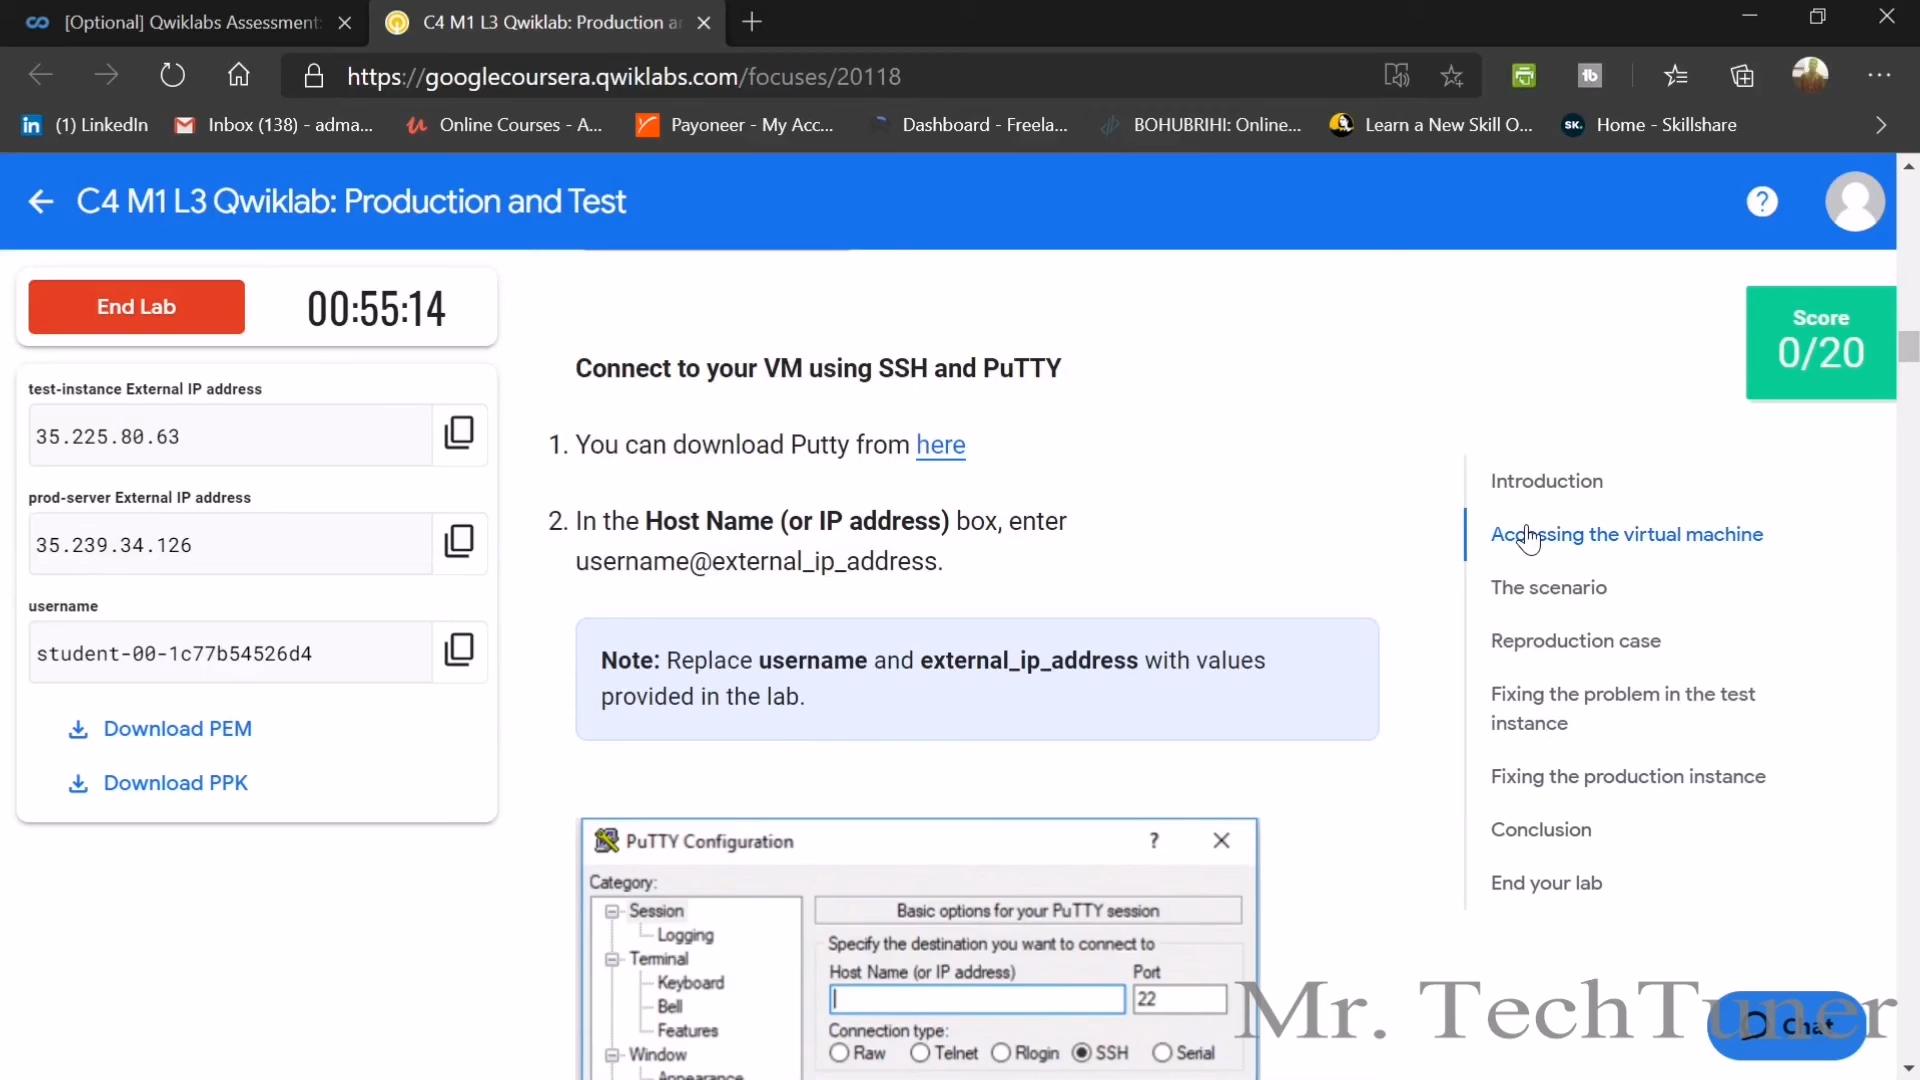 [Optional] Qwiklabs Assessment:
C4 M1 L3 Qwiklab: Production a
https://googlecoursera.qwiklabs.com/focuses/20118
(1) LinkedIn
Inbox (138) - adma...
Online Courses - A...
Payoneer - My Acc...
Dashboard - Freela...
BOHUBRIHI: Online...
Learn a New Skill O...
SK. Home - Skillshare
C4 M1 L3 Qwiklab: Production and Test
End Lab
00:55:14
test-instance External IP address
35.225.80.63
prod-server External IP address
35.239.34.126
username
student-00-1c77b54526d4
Download PEM
Download PPK
Connect to your VM using SSH and PuTTY
1. You can download Putty from here
2. In the Host Name (or IP address) box, enter
username@external_ip_address.
Note: Replace username and external_ip_address with values
provided in the lab.
PuTTY Configuration
?
Category:
Session
Logging
Terminal
Keyboard
Bell
Features
Window
Appearance
Basic options for your PuTTY session
Specify the destination you want to connect to
Host Name (or IP address)
Port
22
Connection type:
Raw Telnet Rlogin SSH Serial
Score
0/20
Introduction
Accessing the virtual machine
The scenario
Reproduction case
Fixing the problem in the test
instance
Fixing the production instance
Conclusion
End your lab
Mr. TechTuner
Chat